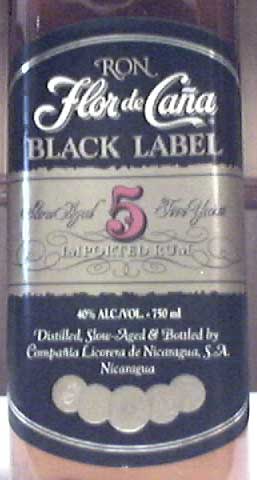 RON
Flor de Caña
BLACK LABEL
Slow Aged 5 Five Years
IMPORTED RUM
40% ALC/VOL. - 750 ml
Distilled, Slow-Aged & Bottled by
Compañia Licorera de Nicaragua, S.A.
Nicaragua